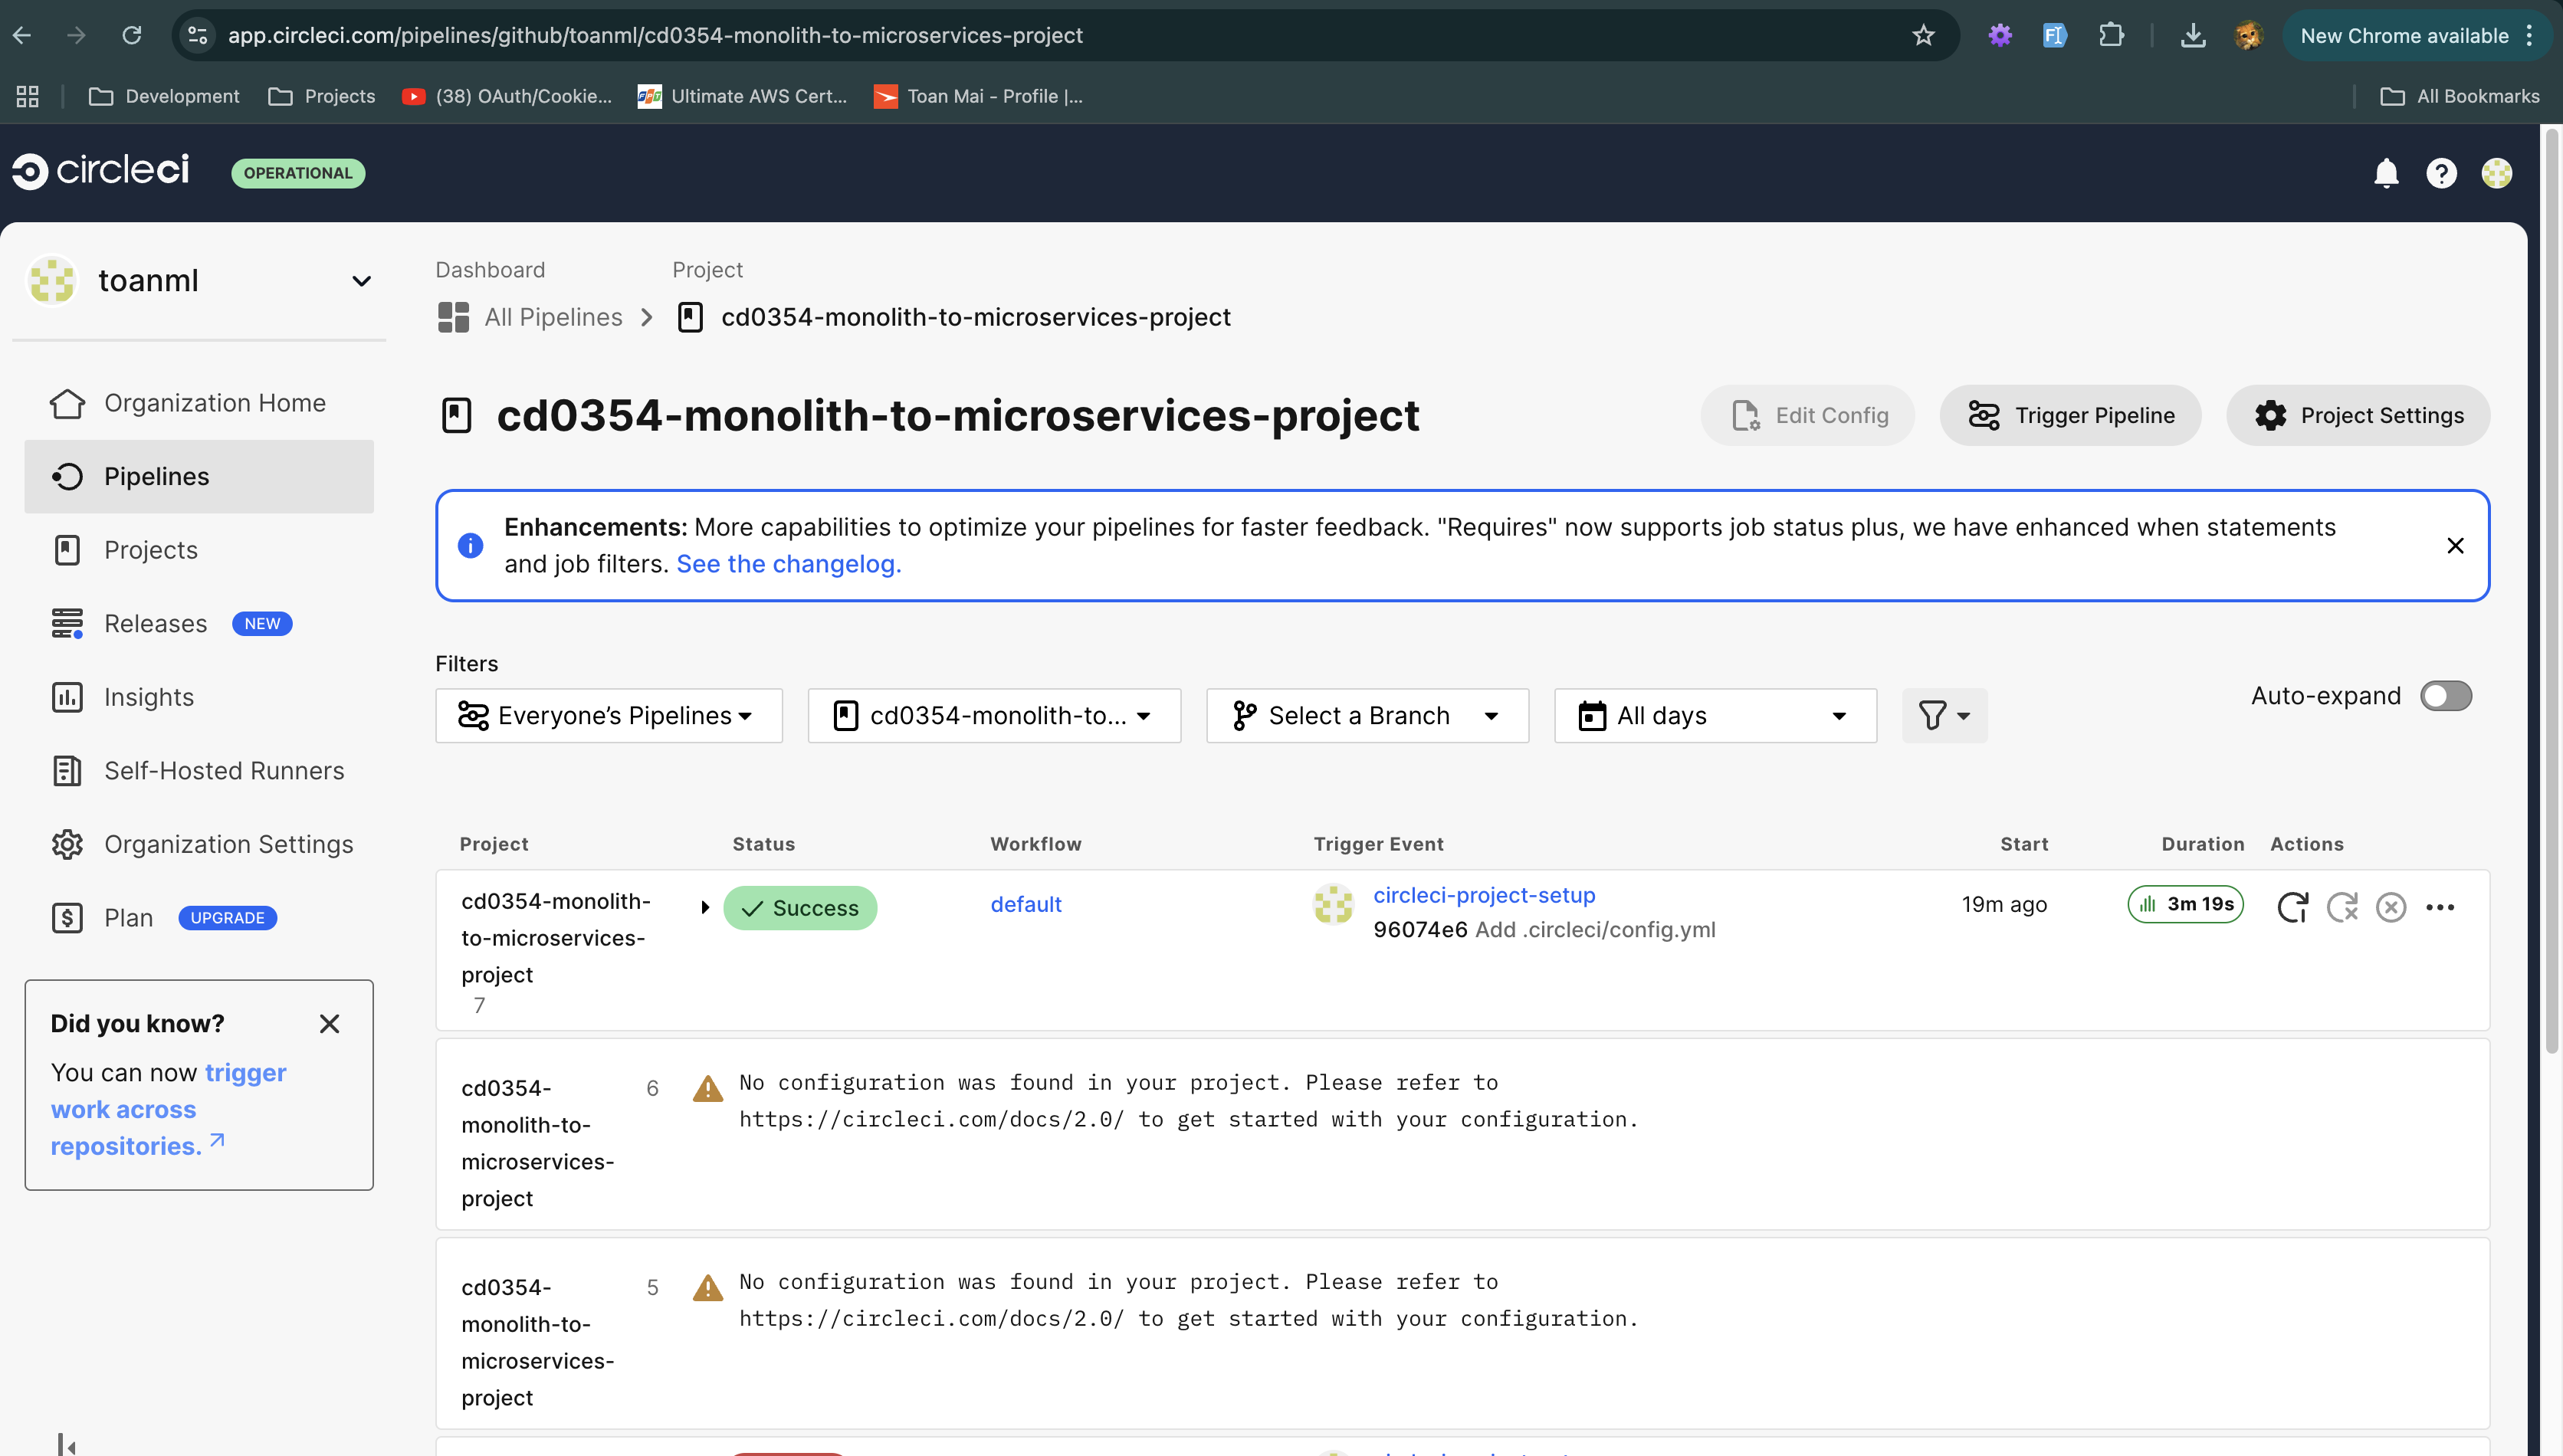 app.circleci.com/pipelines/github/toanml/cd0354-monolith-to-microservices-project
New Chrome available
Development
Projects
(38) OAuth/Cookie...
Ultimate AWS Cert...
Toan Mai - Profile |...
All Bookmarks
circleci
OPERATIONAL
toanml
Organization Home
Pipelines
Projects
Releases
NEW
Insights
Self-Hosted Runners
Organization Settings
Plan
UPGRADE
Did you know?
You can now trigger
work across
repositories.
Dashboard
Project
All Pipelines
cd0354-monolith-to-microservices-project
cd0354-monolith-to-microservices-project
Edit Config
Trigger Pipeline
Project Settings
Enhancements: More capabilities to optimize your pipelines for faster feedback. "Requires" now supports job status plus, we have enhanced when statements
and job filters. See the changelog.
Filters
Everyone’s Pipelines
cd0354-monolith-to...
Select a Branch
All days
Auto-expand
Project
Status
Workflow
Trigger Event
Start
Duration
Actions
cd0354-monolith-
to-microservices-
project
7
Success
default
circleci-project-setup
96074e6 Add .circleci/config.yml
19m ago
3m 19s
cd0354-
monolith-to-
microservices-
project
6
No configuration was found in your project. Please refer to
https://circleci.com/docs/2.0/ to get started with your configuration.
cd0354-
monolith-to-
microservices-
project
5
No configuration was found in your project. Please refer to
https://circleci.com/docs/2.0/ to get started with your configuration.